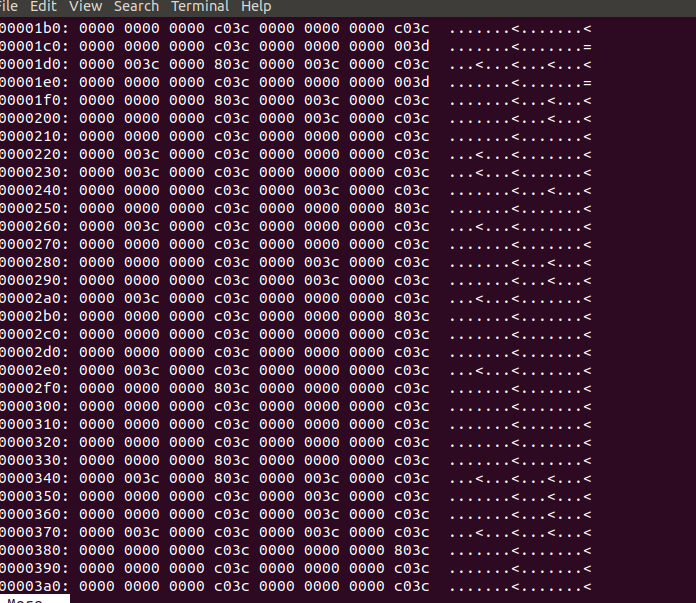 File Edit View Search Terminal Help
00001b0: 0000 0000 0000 c03c 0000 0000 0000 c03c .......<.......<
00001c0: 0000 0000 0000 c03c 0000 0000 0000 003d .......<.......=
00001d0: 0000 003c 0000 803c 0000 003c 0000 c03c ...<...<...<...<
00001e0: 0000 0000 0000 c03c 0000 0000 0000 003d .......<.......=
00001f0: 0000 0000 0000 803c 0000 003c 0000 c03c .......<...<...<
0000200: 0000 0000 0000 c03c 0000 003c 0000 c03c .......<...<...<
0000210: 0000 0000 0000 c03c 0000 0000 0000 c03c .......<.......<
0000220: 0000 003c 0000 c03c 0000 0000 0000 c03c ...<...<.......<
0000230: 0000 003c 0000 c03c 0000 0000 0000 c03c ...<...<.......<
0000240: 0000 0000 0000 c03c 0000 003c 0000 c03c .......<...<...<
0000250: 0000 0000 0000 c03c 0000 0000 0000 803c .......<.......<
0000260: 0000 003c 0000 c03c 0000 0000 0000 c03c ...<...<.......<
0000270: 0000 0000 0000 c03c 0000 0000 0000 c03c .......<.......<
0000280: 0000 0000 0000 c03c 0000 003c 0000 c03c .......<...<...<
0000290: 0000 0000 0000 c03c 0000 003c 0000 c03c .......<...<...<
00002a0: 0000 003c 0000 c03c 0000 0000 0000 c03c ...<...<.......<
00002b0: 0000 0000 0000 c03c 0000 0000 0000 803c .......<.......<
00002c0: 0000 0000 0000 c03c 0000 0000 0000 c03c .......<.......<
00002d0: 0000 0000 0000 c03c 0000 0000 0000 c03c .......<.......<
00002e0: 0000 003c 0000 c03c 0000 0000 0000 c03c ...<...<.......<
00002f0: 0000 0000 0000 803c 0000 0000 0000 c03c .......<.......<
0000300: 0000 0000 0000 c03c 0000 0000 0000 c03c .......<.......<
0000310: 0000 0000 0000 c03c 0000 0000 0000 c03c .......<.......<
0000320: 0000 0000 0000 c03c 0000 0000 0000 c03c .......<.......<
0000330: 0000 0000 0000 803c 0000 0000 0000 c03c .......<.......<
0000340: 0000 003c 0000 803c 0000 003c 0000 c03c ...<...<...<...<
0000350: 0000 0000 0000 c03c 0000 003c 0000 c03c .......<...<...<
0000360: 0000 0000 0000 c03c 0000 003c 0000 c03c .......<...<...<
0000370: 0000 003c 0000 c03c 0000 003c 0000 c03c ...<...<...<...<
0000380: 0000 0000 0000 c03c 0000 0000 0000 803c .......<.......<
0000390: 0000 0000 0000 c03c 0000 0000 0000 c03c .......<.......<
00003a0: 0000 0000 0000 c03c 0000 0000 0000 c03c .......<.......<
--More--